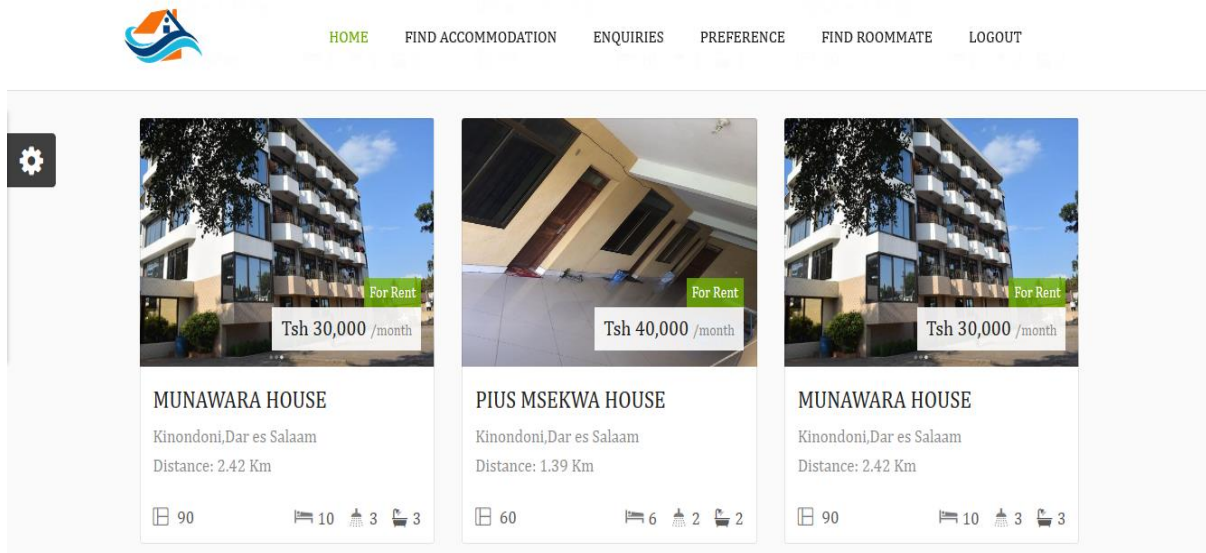 HOME FIND ACCOMMODATION ENQUIRIES PREFERENCE FIND ROOMMATE LOGOUT
For Rent
Tsh 30,000 /month
MUNAWARA HOUSE
Kinondoni,Dar es Salaam
Distance: 2.42 Km
90 10 3 3
For Rent
Tsh 40,000 /month
PIUS MSEKWA HOUSE
Kinondoni,Dar es Salaam
Distance: 1.39 Km
60 6 2 2
For Rent
Tsh 30,000 /month
MUNAWARA HOUSE
Kinondoni,Dar es Salaam
Distance: 2.42 Km
90 10 3 3